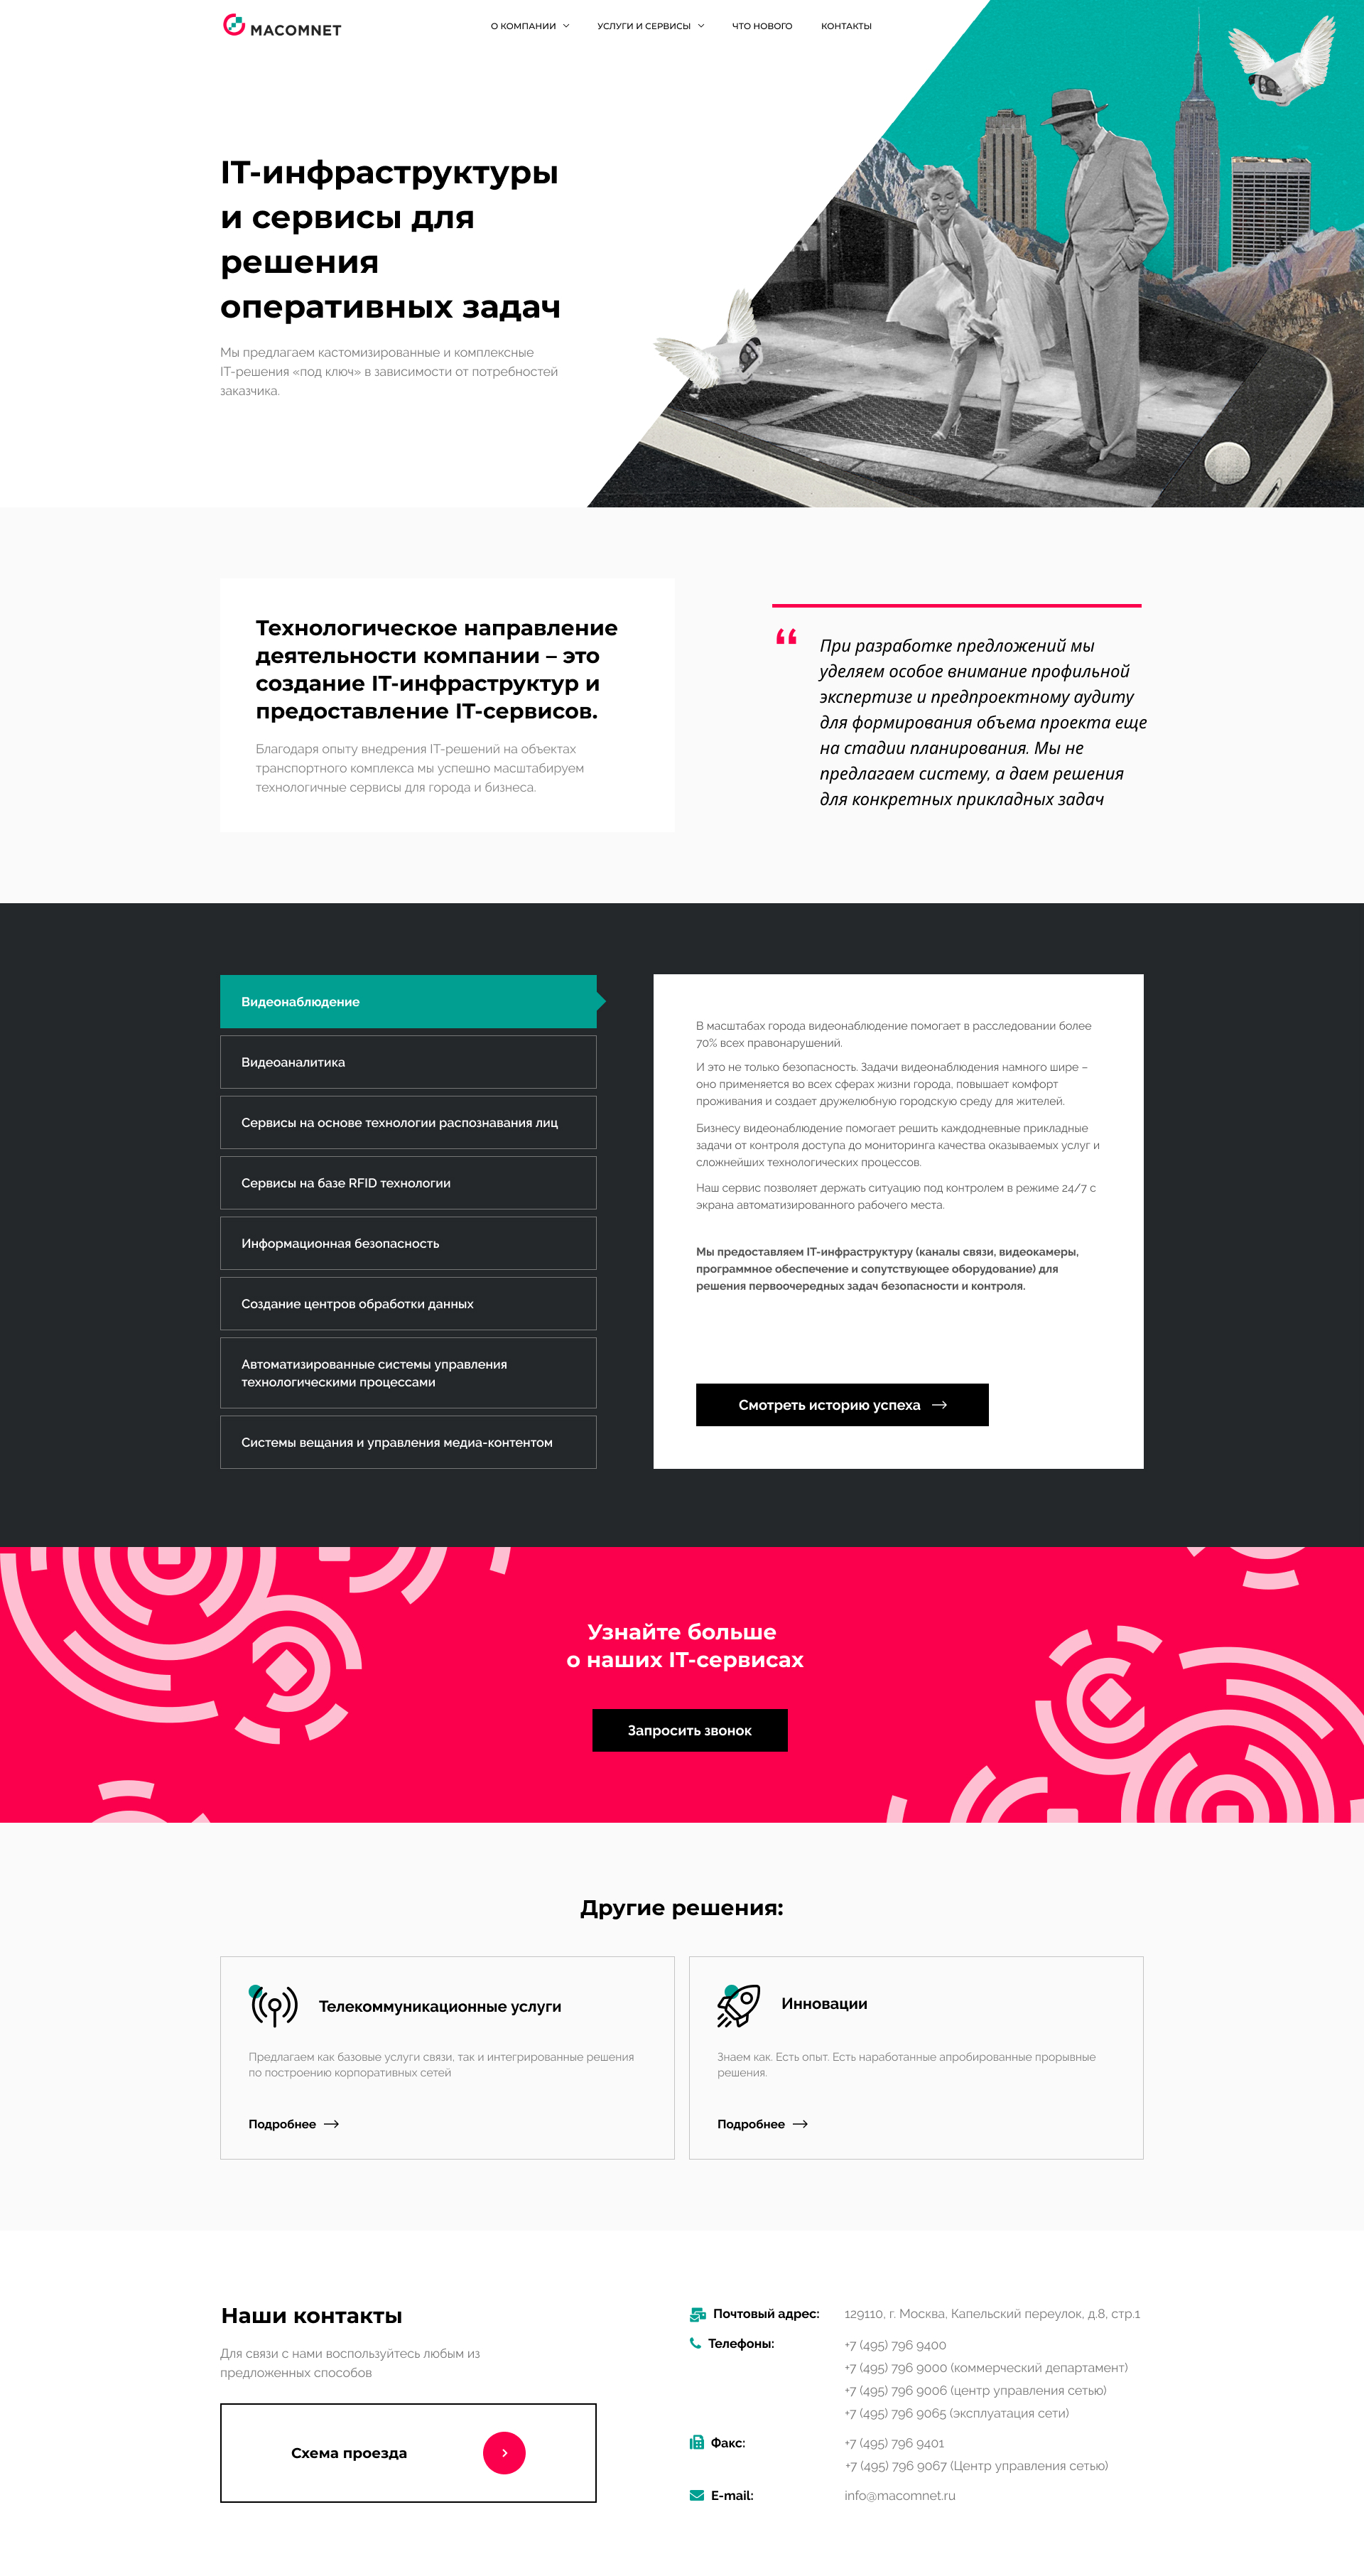 MACOMNET
О КОМПАНИИ
УСЛУГИ И СЕРВИСЫ
ЧТО НОВОГО
КОНТАКТЫ
IT-инфраструктуры
и сервисы для
решения
оперативных задач
Мы предлагаем кастомизированные и комплексные
IT-решения «под ключ» в зависимости от потребностей
заказчика.
Технологическое направление
деятельности компании – это
создание IT-инфраструктур и
предоставление IT-сервисов.
Благодаря опыту внедрения IT-решений на объектах
транспортного комплекса мы успешно масштабируем
технологичные сервисы для города и бизнеса.
“
При разработке предложений мы
уделяем особое внимание профильной
экспертизе и предпроектному аудиту
для формирования объема проекта еще
на стадии планирования. Мы не
предлагаем систему, а даем решения
для конкретных прикладных задач
Видеонаблюдение
Видеоаналитика
Сервисы на основе технологии распознавания лиц
Сервисы на базе RFID технологии
Информационная безопасность
Создание центров обработки данных
Автоматизированные системы управления
технологическими процессами
Системы вещания и управления медиа-контентом
В масштабах города видеонаблюдение помогает в расследовании более
70% всех правонарушений.
И это не только безопасность. Задачи видеонаблюдения намного шире –
оно применяется во всех сферах жизни города, повышает комфорт
проживания и создает дружелюбную городскую среду для жителей.
Бизнесу видеонаблюдение помогает решить каждодневные прикладные
задачи от контроля доступа до мониторинга качества оказываемых услуг и
сложнейших технологических процессов.
Наш сервис позволяет держать ситуацию под контролем в режиме 24/7 с
экрана автоматизированного рабочего места.
Мы предоставляем IT-инфраструктуру (каналы связи, видеокамеры,
программное обеспечение и сопутствующее оборудование) для
решения первоочередных задач безопасности и контроля.
Смотреть историю успеха
Узнайте больше
о наших IT-сервисах
Запросить звонок
Другие решения:
Телекоммуникационные услуги
Предлагаем как базовые услуги связи, так и интегрированные решения
по построению корпоративных сетей
Подробнее
Инновации
Знаем как. Есть опыт. Есть наработанные апробированные прорывные
решения.
Подробнее
Наши контакты
Для связи с нами воспользуйтесь любым из
предложенных способов
Схема проезда
Почтовый адрес: 129110, г. Москва, Капельский переулок, д.8, стр.1
Телефоны: +7 (495) 796 9400
+7 (495) 796 9000 (коммерческий департамент)
+7 (495) 796 9006 (центр управления сетью)
+7 (495) 796 9065 (эксплуатация сети)
Факс: +7 (495) 796 9401
+7 (495) 796 9067 (Центр управления сетью)
E-mail: info@macomnet.ru